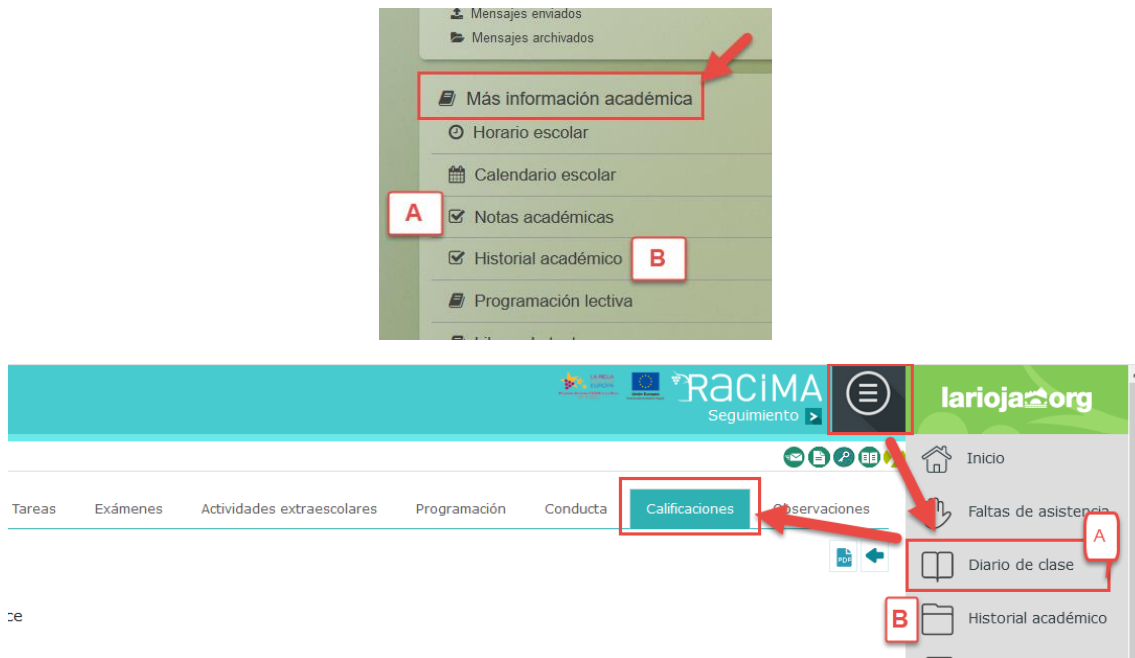 Mensajes enviados
Mensajes archivados
Más información académica
Horario escolar
Calendario escolar
A
Notas académicas
Historial académico
B
Programación lectiva
RACiMA
Seguimiento
larioja.org
Inicio
Tareas
Exámenes
Actividades extraescolares
Programación
Conducta
Calificaciones
Observaciones
Faltas de asistencia
A
PDF
Diario de clase
ce
B
Historial académico